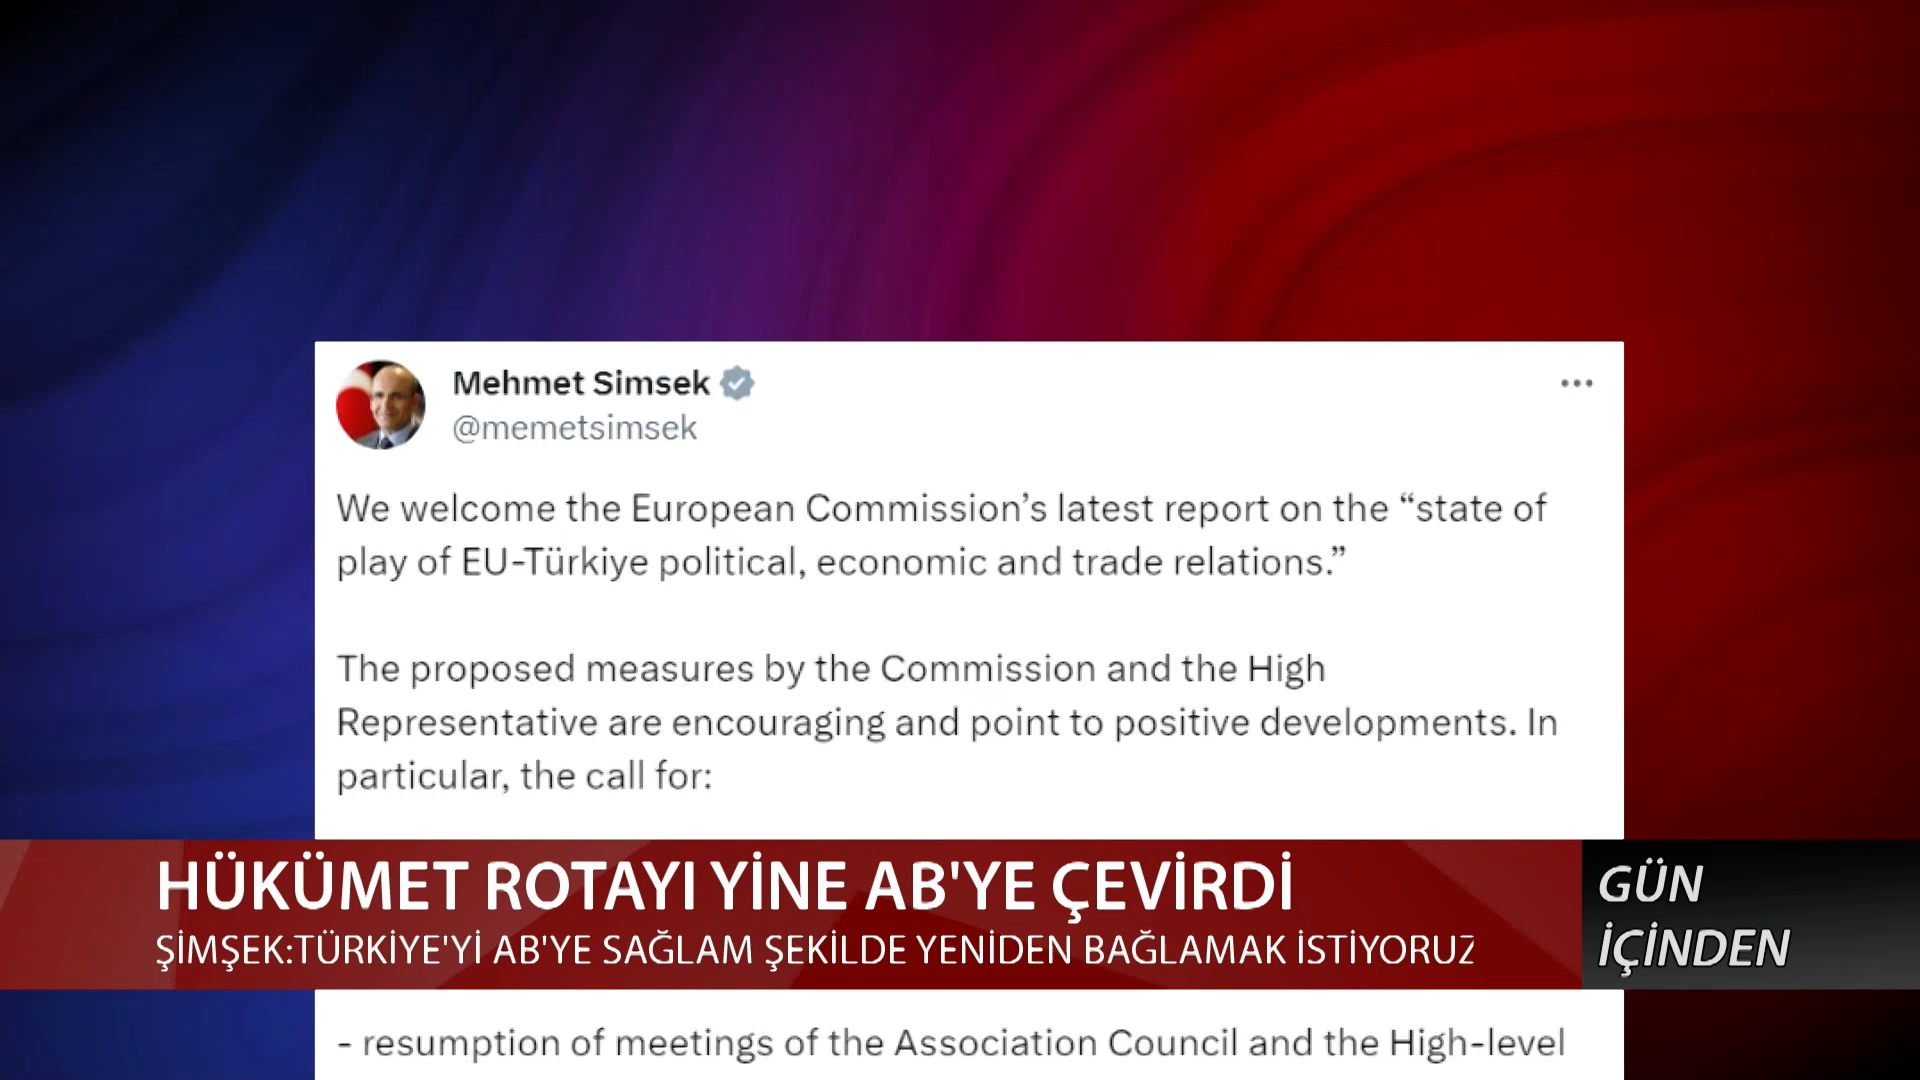 Mehmet Simsek
@memetsimsek
We welcome the European Commission’s latest report on the “state of
play of EU-Türkiye political, economic and trade relations.”
The proposed measures by the Commission and the High
Representative are encouraging and point to positive developments. In
particular, the call for:
HÜKÜMET ROTAYI YİNE AB'YE ÇEVİRDİ
ŞİMŞEK:TÜRKİYE'Yİ AB'YE SAĞLAM ŞEKİLDE YENİDEN BAĞLAMAK İSTİYORUZ
GÜN
İÇİNDEN
- resumption of meetings of the Association Council and the High-level